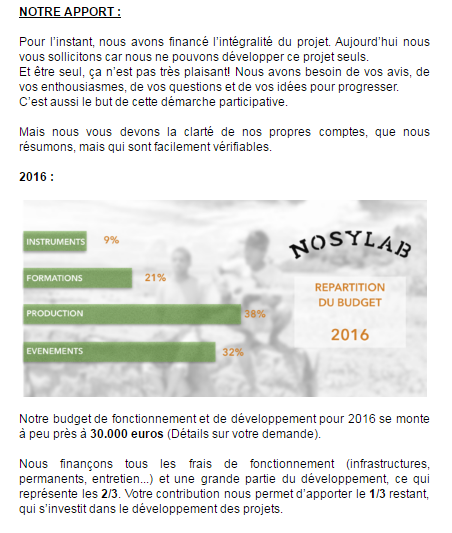 NOTRE APPORT :
Pour l'instant, nous avons financé l'intégralité du projet. Aujourd'hui nous
vous sollicitons car nous ne pouvons développer ce projet seuls.
Et être seul, ça n'est pas très plaisant! Nous avons besoin de vos avis, de
vos enthousiasmes, de vos questions et de vos idées pour progresser.
C'est aussi le but de cette démarche participative.
Mais nous vous devons la clarté de nos propres comptes, que nous
résumons, mais qui sont facilement vérifiables.
2016 :
NOSYLAB
INSTRUMENTS 9%
FORMATIONS 21%
PRODUCTION 38%
EVENEMENTS 32%
REPARTITION
DU BUDGET
2016
Notre budget de fonctionnement et de développement pour 2016 se monte
à peu près à 30.000 euros (Détails sur votre demande).
Nous finançons tous les frais de fonctionnement (infrastructures,
permanents, entretien...) et une grande partie du développement, ce qui
représente les 2/3. Votre contribution nous permet d'apporter le 1/3 restant,
qui s'investit dans le développement des projets.